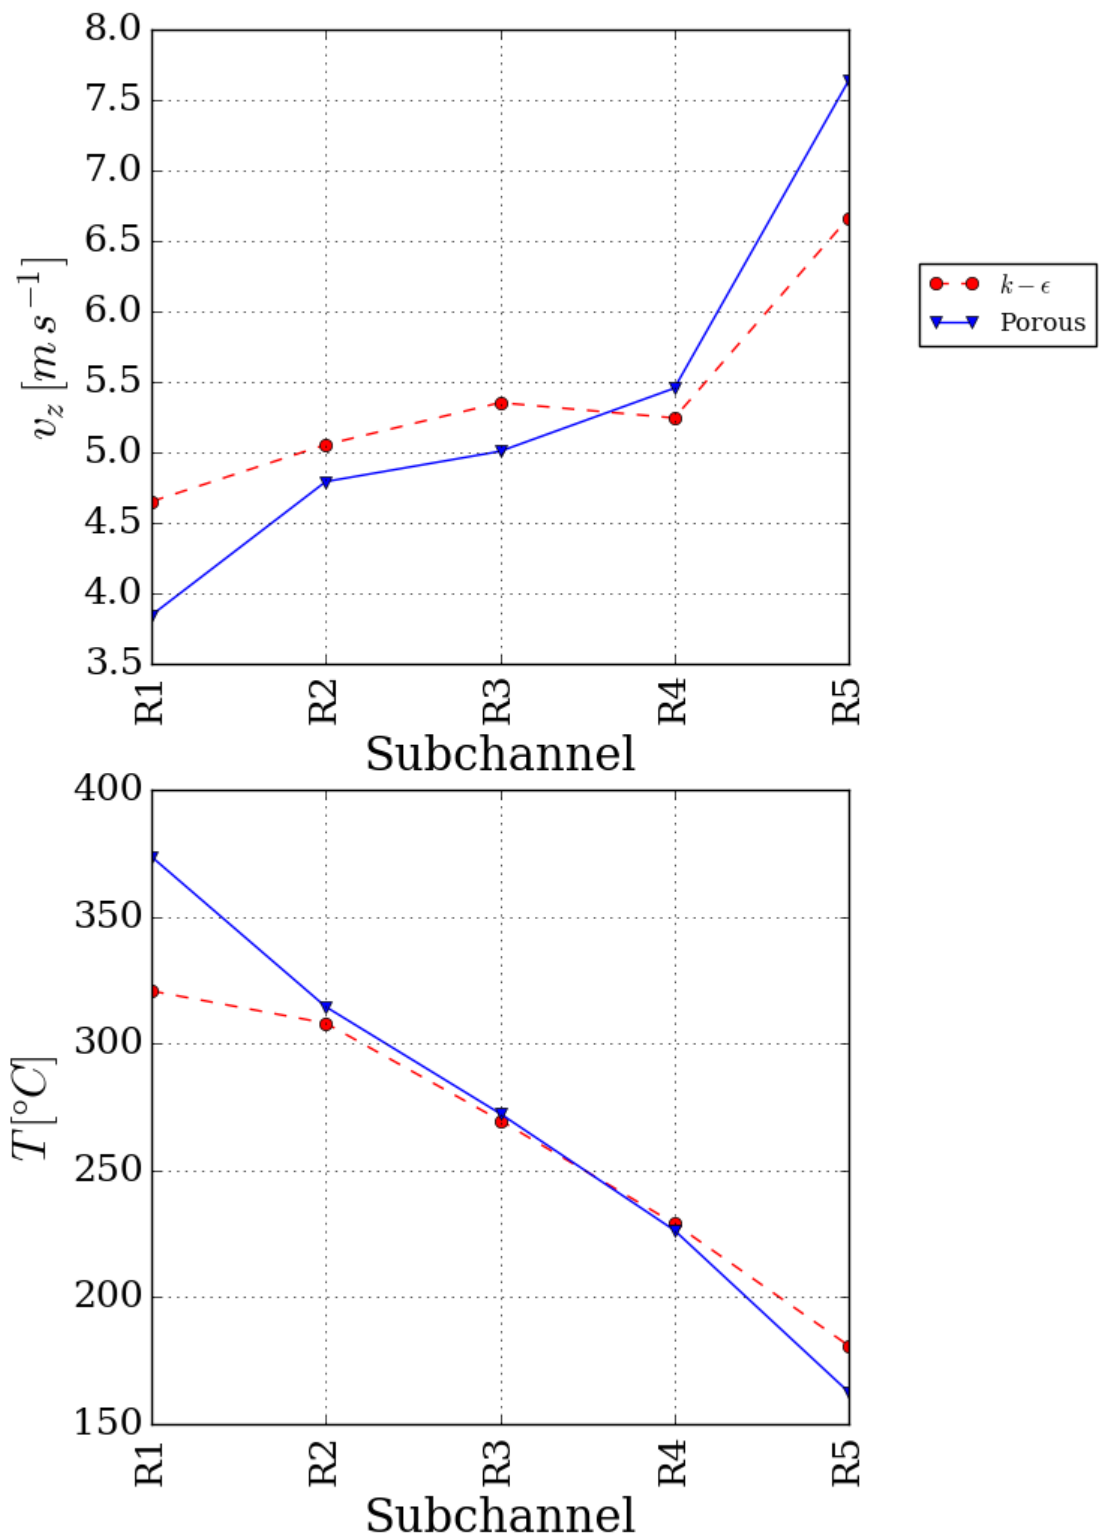 8.0
7.5
7.0
6.5
6.0
5.5
5.0
4.5
4.0
3.5
v_z [m s⁻¹]
R1 R2 R3 R4 R5
Subchannel
k − ϵ
Porous
400
350
300
250
200
150
T[°C]
R1 R2 R3 R4 R5
Subchannel